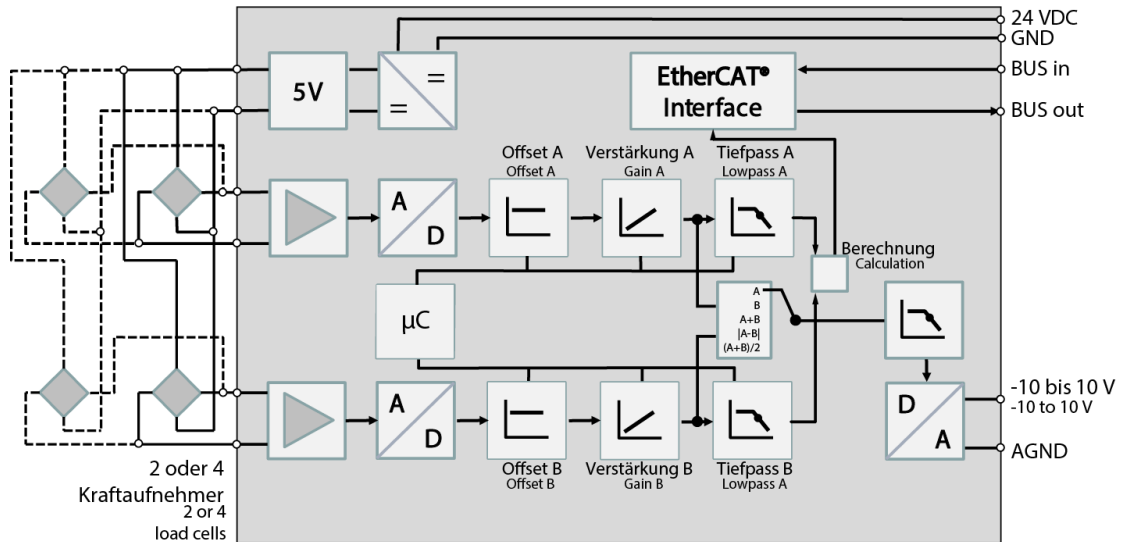 24 VDC
GND
BUS in
BUS out
5V
=
=
EtherCAT®
Interface
Offset A
Offset A
Verstärkung A
Gain A
Tiefpass A
Lowpass A
A
D
Berechnung
Calculation
µC
A
B
A+B
|A-B|
(A+B)/2
A
D
D
A
-10 bis 10 V
-10 to 10 V
AGND
Offset B
Offset B
Verstärkung B
Gain B
Tiefpass B
Lowpass A
2 oder 4
Kraftaufnehmer
2 or 4
load cells